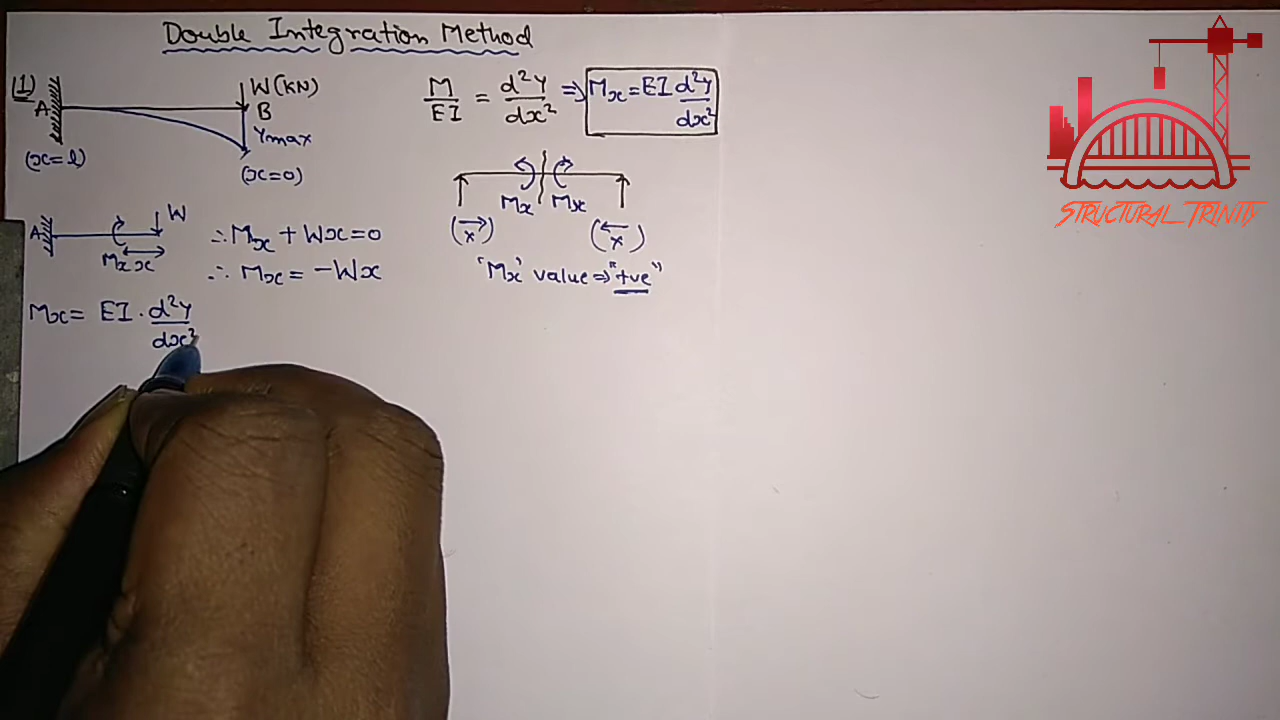 Double Integration Method
(1)
W(KN)
A
B
Ymax
(x=l)
(x=0)
M/EI = d²y/dx² ⇒ Mx = EI d²y/dx²
Mx Mx
(x→) (←x)
'Mx' value ⇒ "+ve"
A
W
Mx x
∴ Mx + Wx = 0
∴ Mx = -Wx
Mx = EI · d²y/dx²
STRUCTURAL_TRINITY